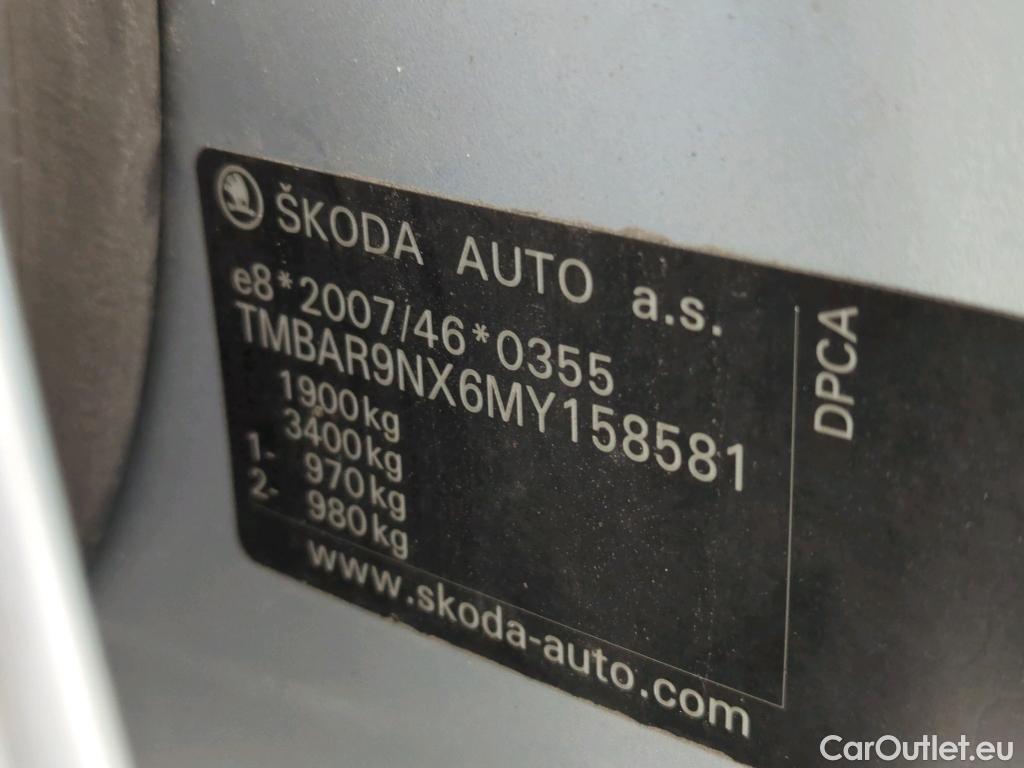 ŠKODA AUTO a.s.
e8*2007/46*0355
TMBAR9NX6MY158581
1900kg
3400kg
1- 970kg
2- 980kg
www.skoda-auto.com
DPCA
CarOutlet.eu